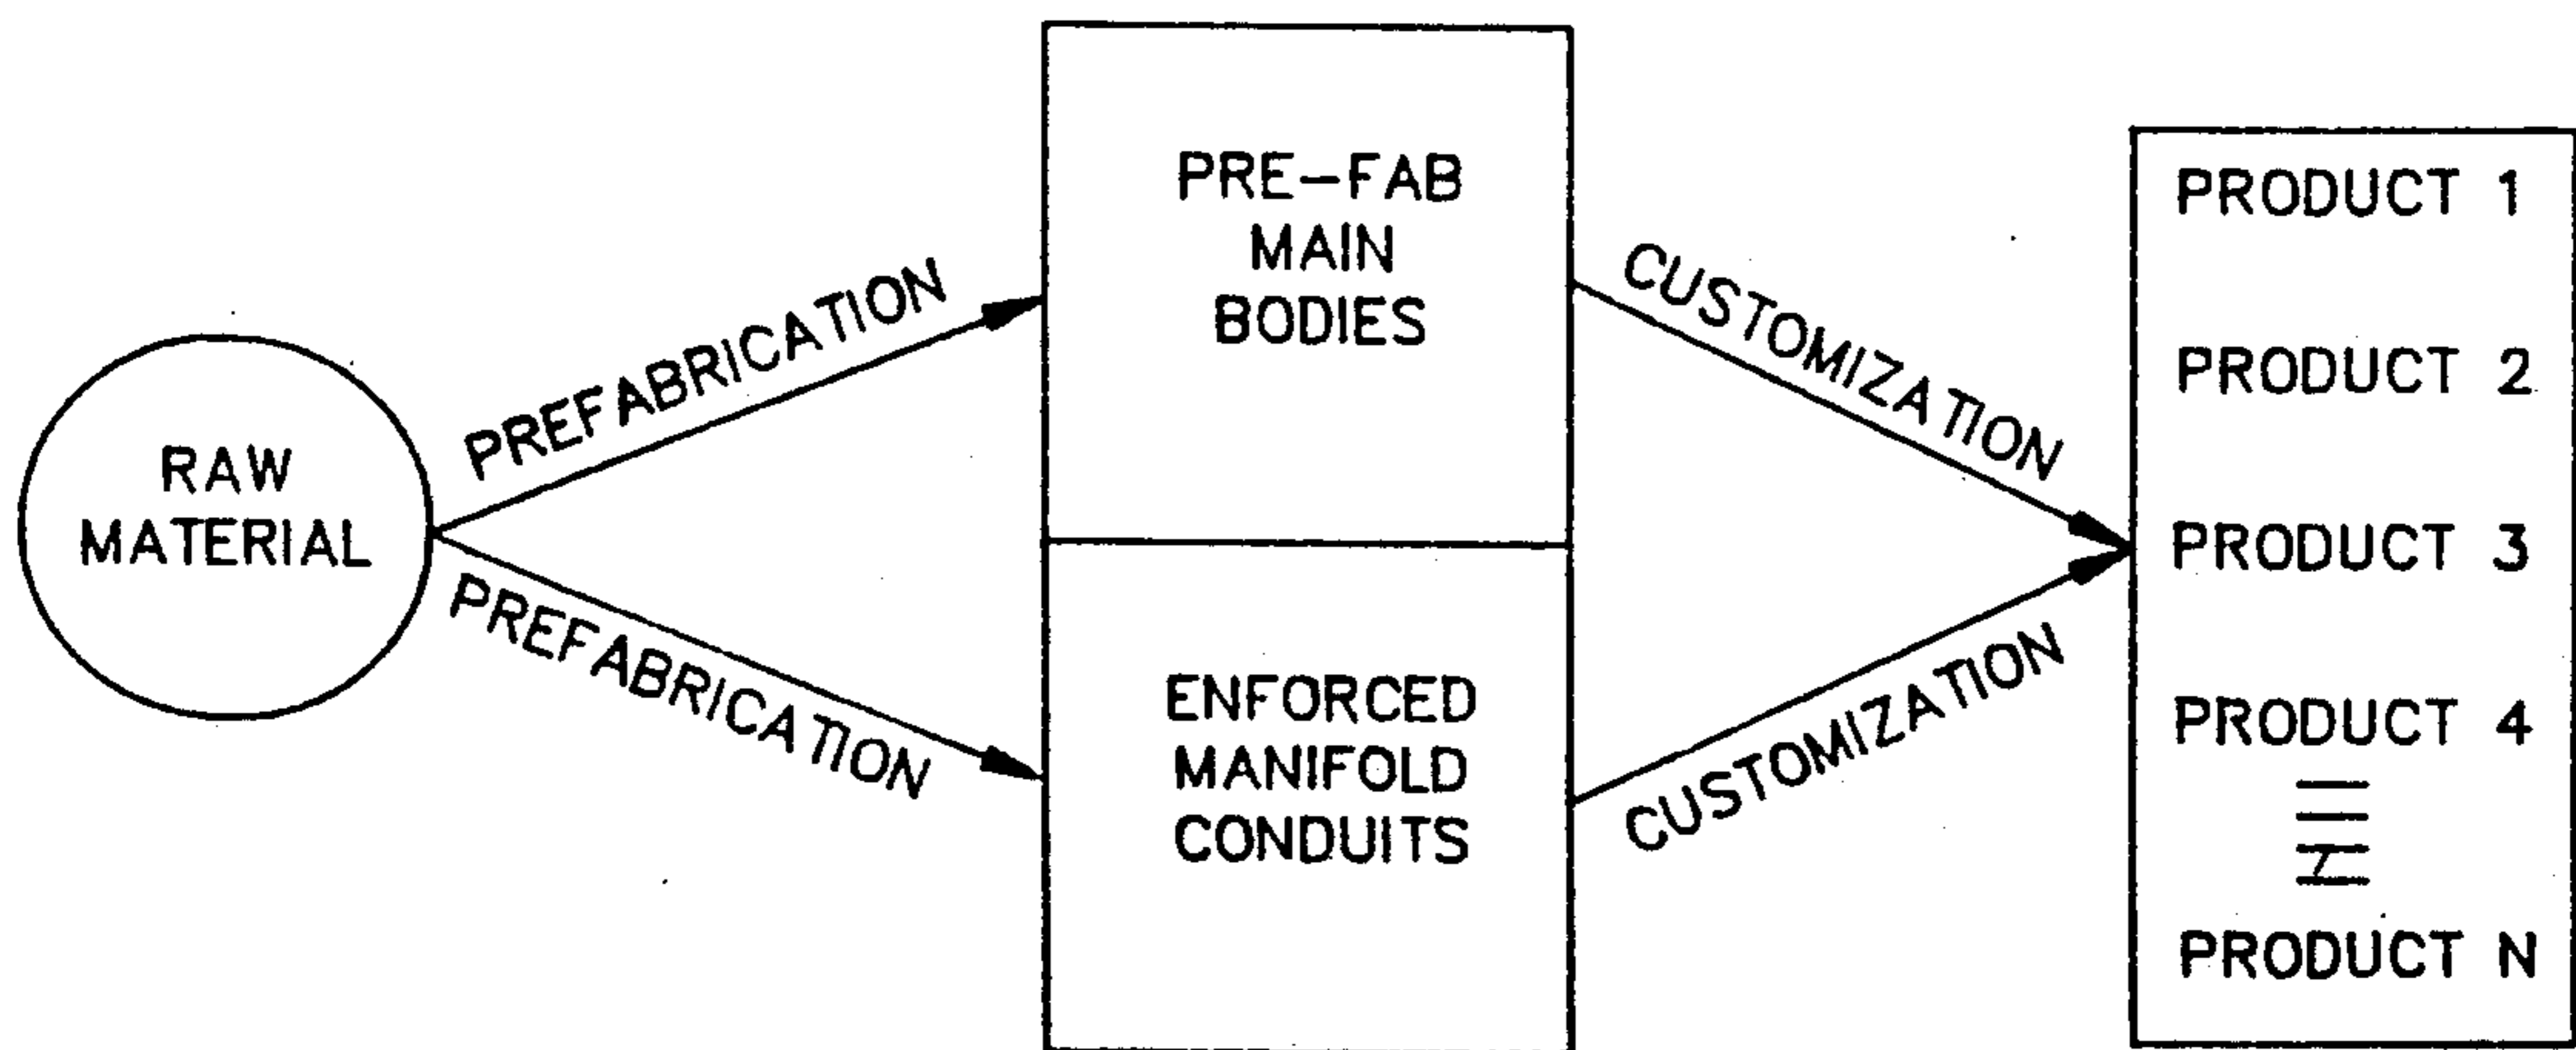 RAW
MATERIAL
PREFABRICATION
PREFABRICATION
PRE-FAB
MAIN
BODIES
ENFORCED
MANIFOLD
CONDUITS
CUSTOMIZATION
CUSTOMIZATION
PRODUCT 1
PRODUCT 2
PRODUCT 3
PRODUCT 4
PRODUCT N